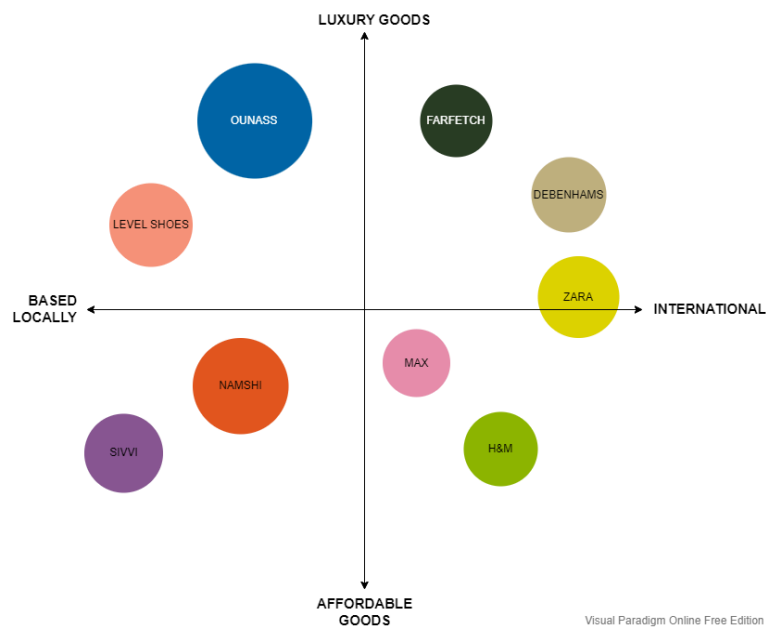 LUXURY GOODS
OUNASS
FARFETCH
DEBENHAMS
LEVEL SHOES
ZARA
BASED
LOCALLY
INTERNATIONAL
MAX
NAMSHI
H&M
SIVVI
AFFORDABLE
GOODS
Visual Paradigm Online Free Edition